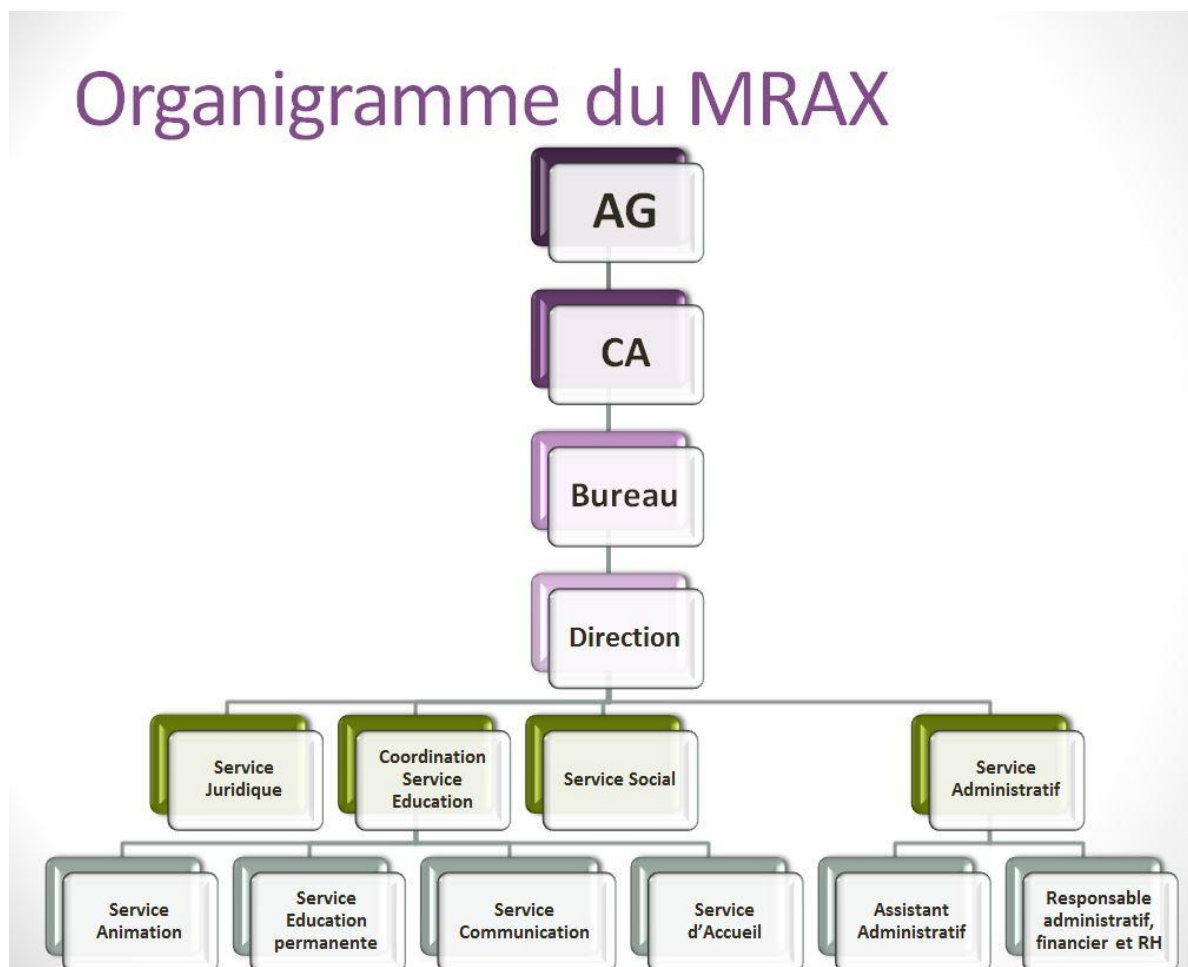 Organigramme du MRAX
AG
CA
Bureau
Direction
Service
Juridique
Coordination
Service
Education
Service Social
Service
Administratif
Service
Animation
Service
Education
permanente
Service
Communication
Service
d’Accueil
Assistant
Administratif
Responsable
administratif,
financier et RH